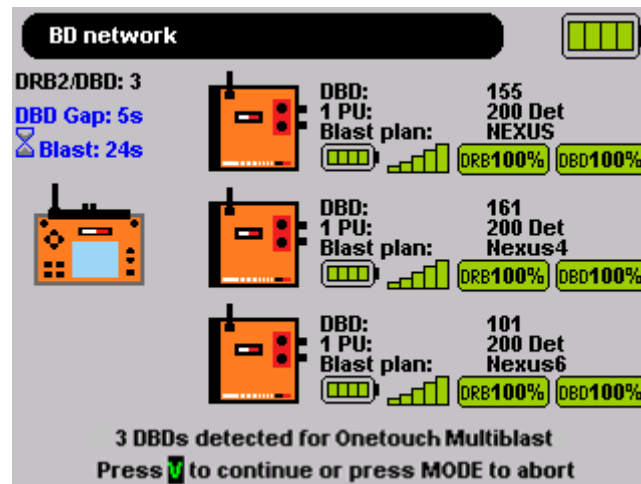 BD network
DRB2/DBD: 3
DBD Gap: 5s
Blast: 24s
DBD: 155
1 PU: 200 Det
Blast plan: NEXUS
DRB100% DBD100%
DBD: 161
1 PU: 200 Det
Blast plan: Nexus4
DRB100% DBD100%
DBD: 101
1 PU: 200 Det
Blast plan: Nexus6
DRB100% DBD100%
3 DBDs detected for Onetouch Multiblast
Press V to continue or press MODE to abort